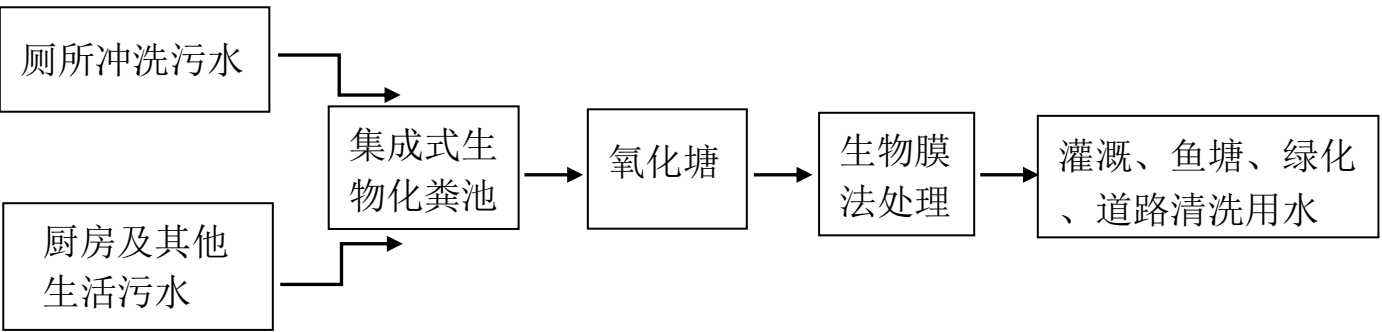 厕所冲洗污水
厨房及其他
生活污水
集成式生
物化粪池
氧化塘
生物膜
法处理
灌溉、鱼塘、绿化
、道路清洗用水